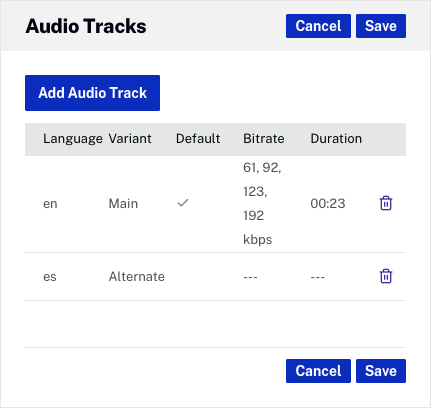 Audio Tracks Cancel Save
Add Audio Track
Language Variant Default Bitrate Duration
en Main 61, 92, 123, 192 kbps 00:23
es Alternate --- ---
Cancel Save